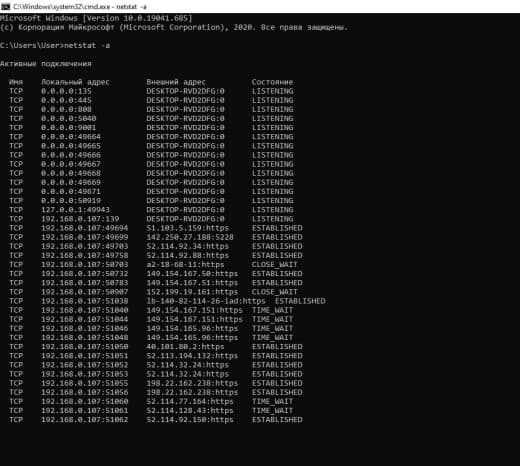 C:\Windows\system32\cmd.exe - netstat -a
Microsoft Windows [Version 10.0.19041.685]
(c) Корпорация Майкрософт (Microsoft Corporation), 2020. Все права защищены.
C:\Users\User>netstat -a
Активные подключения
Имя Локальный адрес Внешний адрес Состояние
TCP 0.0.0.0:135 DESKTOP-RVD2DFG:0 LISTENING
TCP 0.0.0.0:445 DESKTOP-RVD2DFG:0 LISTENING
TCP 0.0.0.0:808 DESKTOP-RVD2DFG:0 LISTENING
TCP 0.0.0.0:5040 DESKTOP-RVD2DFG:0 LISTENING
TCP 0.0.0.0:9001 DESKTOP-RVD2DFG:0 LISTENING
TCP 0.0.0.0:49664 DESKTOP-RVD2DFG:0 LISTENING
TCP 0.0.0.0:49665 DESKTOP-RVD2DFG:0 LISTENING
TCP 0.0.0.0:49666 DESKTOP-RVD2DFG:0 LISTENING
TCP 0.0.0.0:49667 DESKTOP-RVD2DFG:0 LISTENING
TCP 0.0.0.0:49668 DESKTOP-RVD2DFG:0 LISTENING
TCP 0.0.0.0:49669 DESKTOP-RVD2DFG:0 LISTENING
TCP 0.0.0.0:49671 DESKTOP-RVD2DFG:0 LISTENING
TCP 0.0.0.0:50919 DESKTOP-RVD2DFG:0 LISTENING
TCP 127.0.0.1:49943 DESKTOP-RVD2DFG:0 LISTENING
TCP 192.168.0.107:139 DESKTOP-RVD2DFG:0 LISTENING
TCP 192.168.0.107:49694 51.103.5.159:https ESTABLISHED
TCP 192.168.0.107:49699 142.250.27.188:5228 ESTABLISHED
TCP 192.168.0.107:49703 52.114.92.34:https ESTABLISHED
TCP 192.168.0.107:49758 52.114.92.88:https ESTABLISHED
TCP 192.168.0.107:50703 a2-18-68-11:https CLOSE_WAIT
TCP 192.168.0.107:50732 149.154.167.50:https ESTABLISHED
TCP 192.168.0.107:50783 149.154.167.51:https ESTABLISHED
TCP 192.168.0.107:50907 152.199.19.161:https CLOSE_WAIT
TCP 192.168.0.107:51038 lb-140-82-114-26-iad:https ESTABLISHED
TCP 192.168.0.107:51040 149.154.167.151:https TIME_WAIT
TCP 192.168.0.107:51044 149.154.167.151:https TIME_WAIT
TCP 192.168.0.107:51046 149.154.165.96:https TIME_WAIT
TCP 192.168.0.107:51048 149.154.165.96:https TIME_WAIT
TCP 192.168.0.107:51050 40.101.80.2:https ESTABLISHED
TCP 192.168.0.107:51051 52.113.194.132:https ESTABLISHED
TCP 192.168.0.107:51052 52.114.32.24:https ESTABLISHED
TCP 192.168.0.107:51053 52.114.32.24:https ESTABLISHED
TCP 192.168.0.107:51055 198.22.162.238:https ESTABLISHED
TCP 192.168.0.107:51056 198.22.162.238:https ESTABLISHED
TCP 192.168.0.107:51060 52.114.77.164:https TIME_WAIT
TCP 192.168.0.107:51061 52.114.128.43:https TIME_WAIT
TCP 192.168.0.107:51062 52.114.92.150:https ESTABLISHED